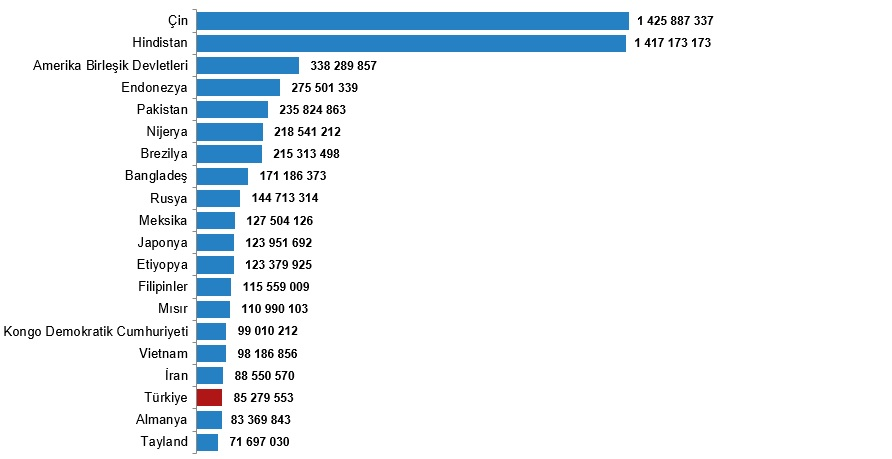 Çin 1 425 887 337
Hindistan 1 417 173 173
Amerika Birleşik Devletleri 338 289 857
Endonezya 275 501 339
Pakistan 235 824 863
Nijerya 218 541 212
Brezilya 215 313 498
Bangladeş 171 186 373
Rusya 144 713 314
Meksika 127 504 126
Japonya 123 951 692
Etiyopya 123 379 925
Filipinler 115 559 009
Mısır 110 990 103
Kongo Demokratik Cumhuriyeti 99 010 212
Vietnam 98 186 856
İran 88 550 570
Türkiye 85 279 553
Almanya 83 369 843
Tayland 71 697 030